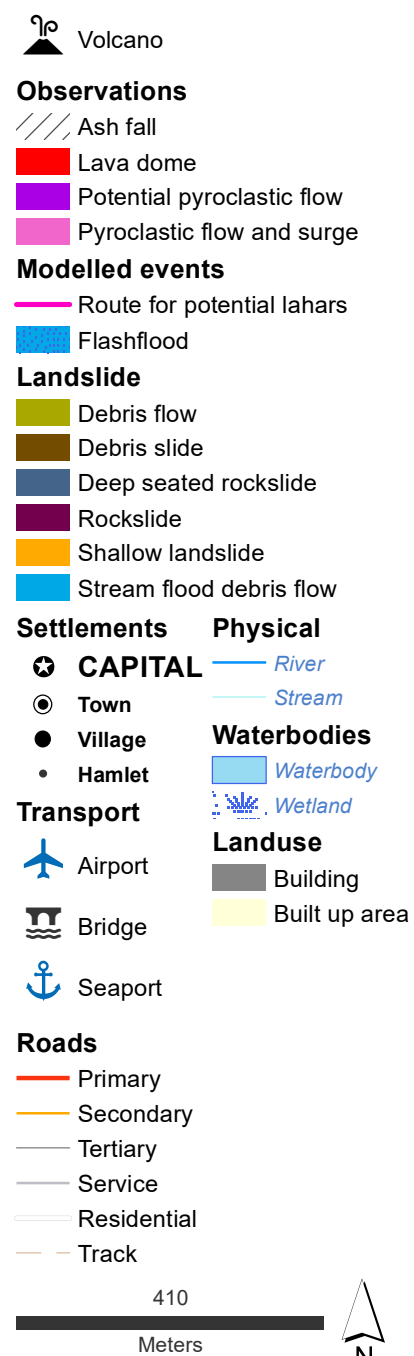 Volcano
Observations
Ash fall
Lava dome
Potential pyroclastic flow
Pyroclastic flow and surge
Modelled events
Route for potential lahars
Flashflood
Landslide
Debris flow
Debris slide
Deep seated rockslide
Rockslide
Shallow landslide
Stream flood debris flow
Settlements
CAPITAL
Town
Village
Hamlet
Physical
River
Stream
Waterbodies
Waterbody
Wetland
Transport
Airport
Bridge
Seaport
Landuse
Building
Built up area
Roads
Primary
Secondary
Tertiary
Service
Residential
Track
410
Meters
N